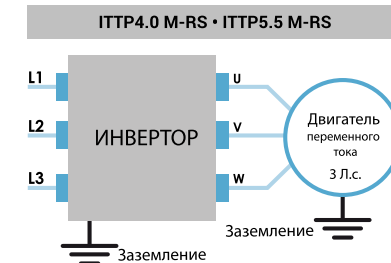 ITTP4.0 M-RS • ITTP5.5 M-RS
L1
U
L2
V
L3
W
ИНВЕРТОР
Двигатель
переменного
тока
3 Л.с.
Заземление
Заземление